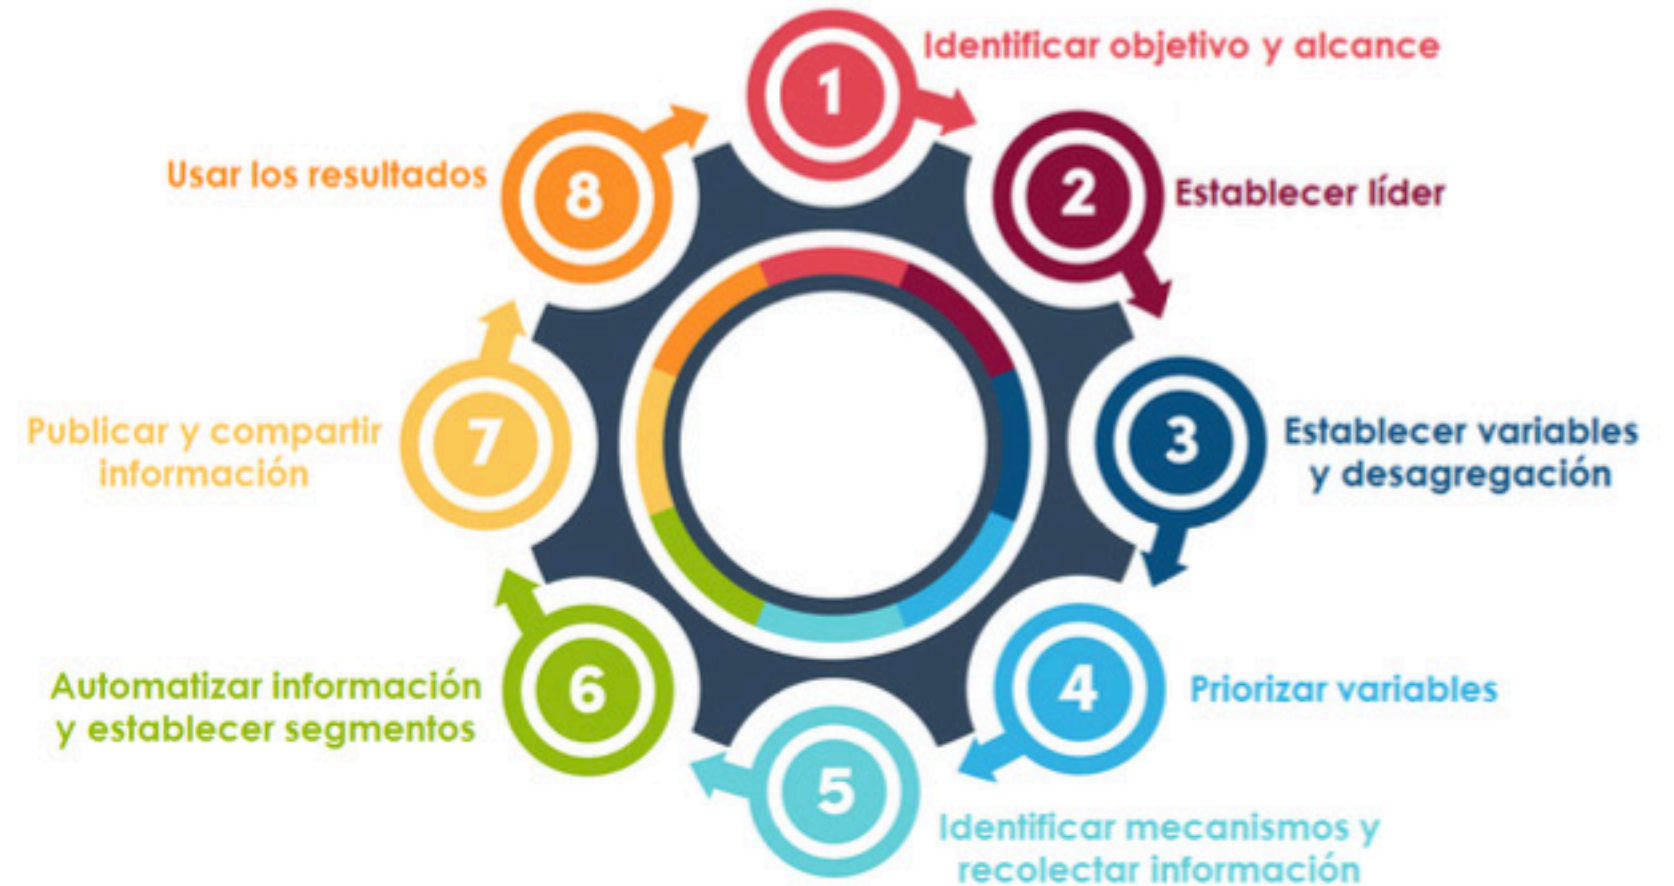 1
Identificar objetivo y alcance
2
Establecer líder
3
Establecer variables
y desagregación
4
Priorizar variables
5
Identificar mecanismos y
recolectar información
6
Automatizar información
y establecer segmentos
7
Publicar y compartir
información
8
Usar los resultados